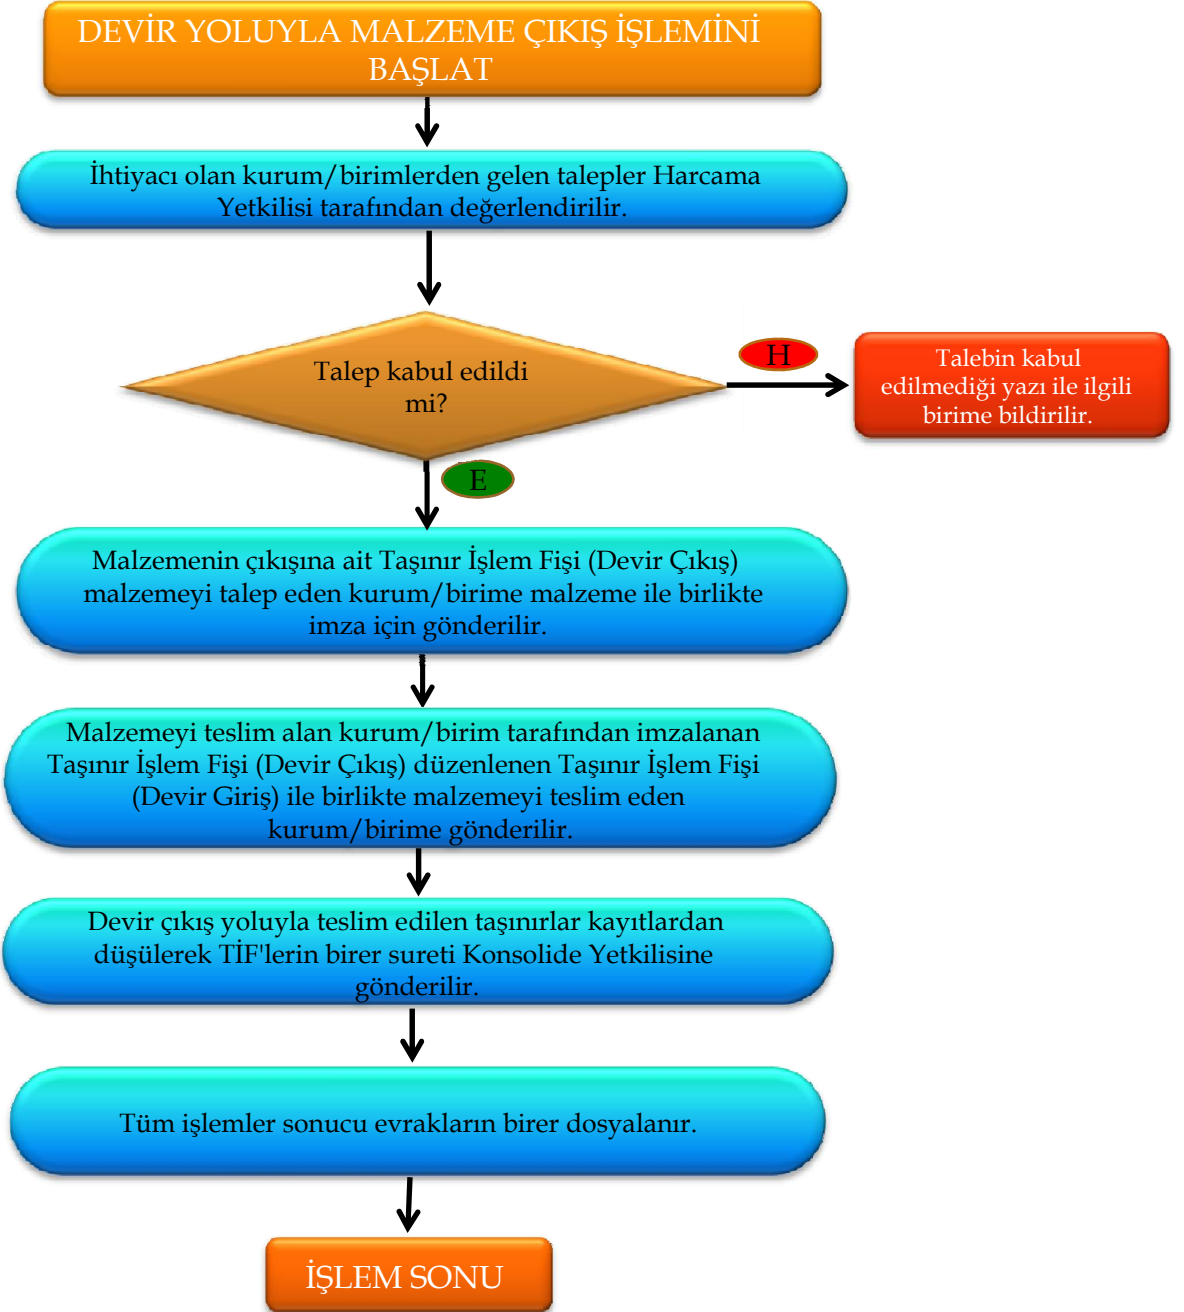 DEVİR YOLUYLA MALZEME ÇIKIŞ İŞLEMİNİ
BAŞLAT
İhtiyacı olan kurum/birimlerden gelen talepler Harcama
Yetkilisi tarafından değerlendirilir.
Talep kabul edildi
mi?
H
Talebin kabul
edilmediği yazı ile ilgili
birime bildirilir.
E
Malzemenin çıkışına ait Taşınır İşlem Fişi (Devir Çıkış)
malzemeyi talep eden kurum/birime malzeme ile birlikte
imza için gönderilir.
Malzemeyi teslim alan kurum/birim tarafından imzalanan
Taşınır İşlem Fişi (Devir Çıkış) düzenlenen Taşınır İşlem Fişi
(Devir Giriş) ile birlikte malzemeyi teslim eden
kurum/birime gönderilir.
Devir çıkış yoluyla teslim edilen taşınırlar kayıtlardan
düşülerek TİF'lerin birer sureti Konsolide Yetkilisine
gönderilir.
Tüm işlemler sonucu evrakların birer dosyalanır.
İŞLEM SONU